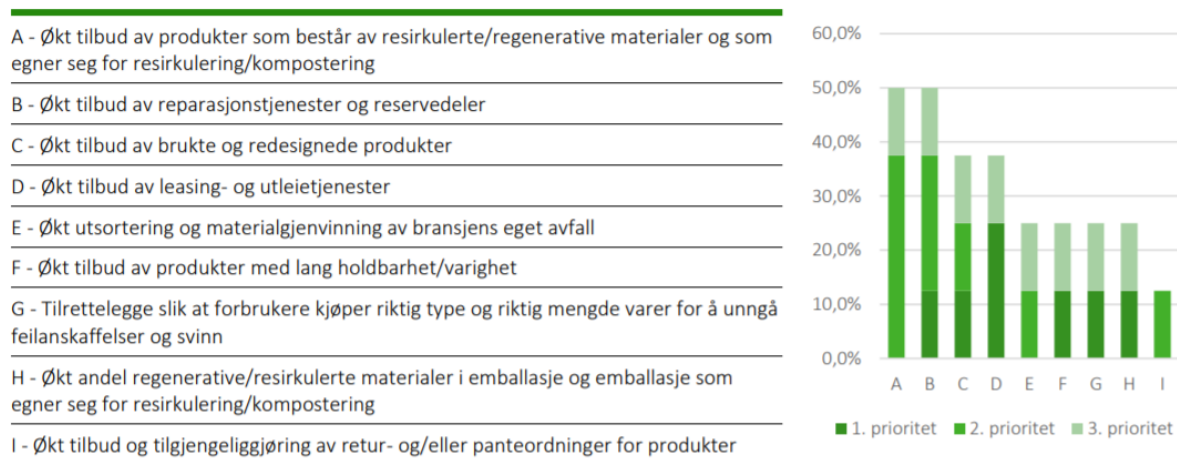 A - Økt tilbud av produkter som består av resirkulerte/regenerative materialer og som
egner seg for resirkulering/kompostering
B - Økt tilbud av reparasjonstjenester og reservedeler
C - Økt tilbud av brukte og redesignede produkter
D - Økt tilbud av leasing- og utleietjenester
E - Økt utsortering og materialgjenvinning av bransjens eget avfall
F - Økt tilbud av produkter med lang holdbarhet/varighet
G - Tilrettelegge slik at forbrukere kjøper riktig type og riktig mengde varer for å unngå
feilanskaffelser og svinn
H - Økt andel regenerative/resirkulerte materialer i emballasje og emballasje som
egner seg for resirkulering/kompostering
I - Økt tilbud og tilgjengeliggjøring av retur- og/eller panteordninger for produkter
60,0%
50,0%
40,0%
30,0%
20,0%
10,0%
0,0%
A B C D E F G H I
1. prioritet 2. prioritet 3. prioritet